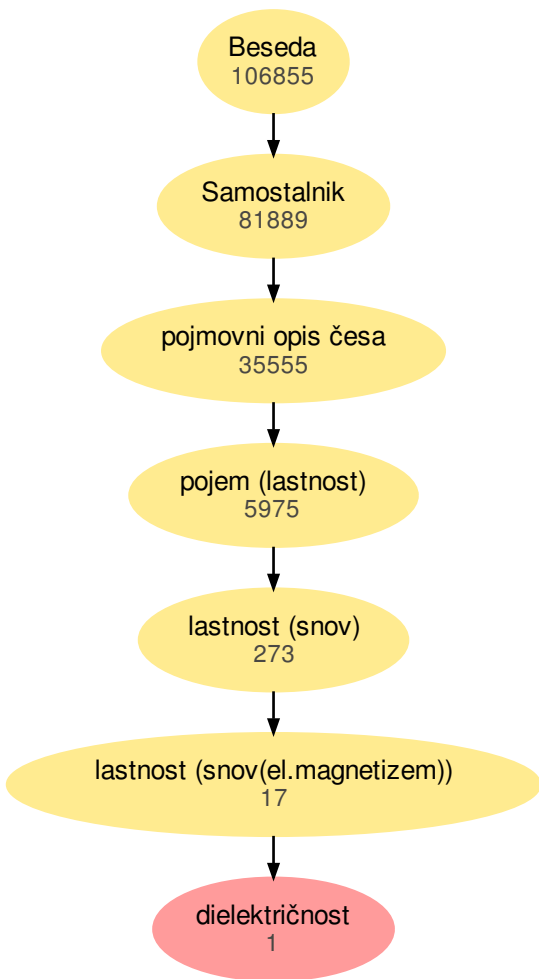 Beseda
106855
Samostalnik
81889
pojmovni opis česa
35555
pojem (lastnost)
5975
lastnost (snov)
273
lastnost (snov(el.magnetizem))
17
dielektričnost
1